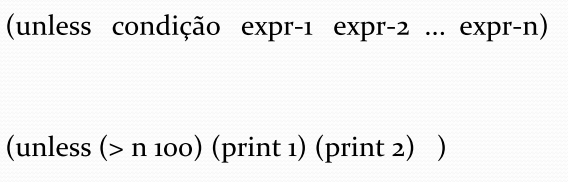 (unless condição expr-1 expr-2 ... expr-n)
(unless (> n 100) (print 1) (print 2) )